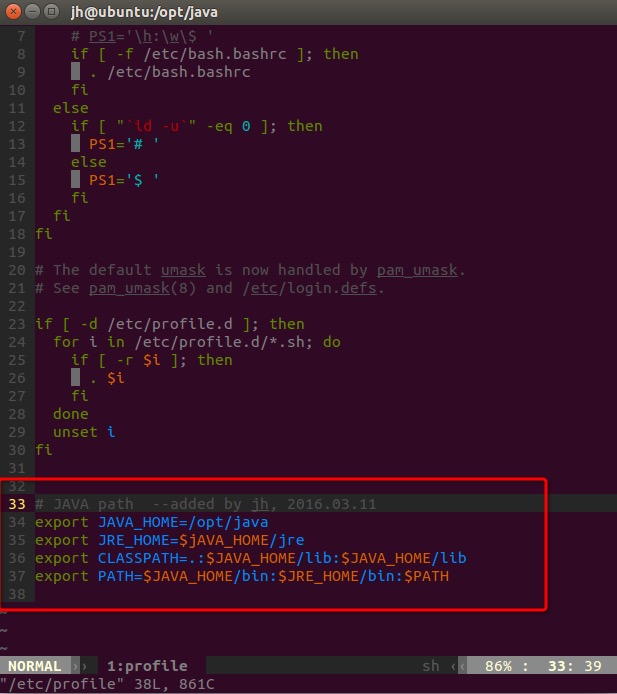 jh@ubuntu:/opt/java
7 # PS1='\h:\w\$ '
8 if [ -f /etc/bash.bashrc ]; then
9 . /etc/bash.bashrc
10 fi
11 else
12 if [ "`id -u`" -eq 0 ]; then
13 PS1='# '
14 else
15 PS1='$ '
16 fi
17 fi
18 fi
19
20 # The default umask is now handled by pam_umask.
21 # See pam_umask(8) and /etc/login.defs.
22
23 if [ -d /etc/profile.d ]; then
24 for i in /etc/profile.d/*.sh; do
25 if [ -r $i ]; then
26 . $i
27 fi
28 done
29 unset i
30 fi
31
32
33 # JAVA path  --added by jh, 2016.03.11
34 export JAVA_HOME=/opt/java
35 export JRE_HOME=$jAVA_HOME/jre
36 export CLASSPATH=.:$JAVA_HOME/lib:$JAVA_HOME/lib
37 export PATH=$JAVA_HOME/bin:$JRE_HOME/bin:$PATH
38
~
~
~
NORMAL 1:profile sh 86% : 33: 39
"/etc/profile" 38L, 861C